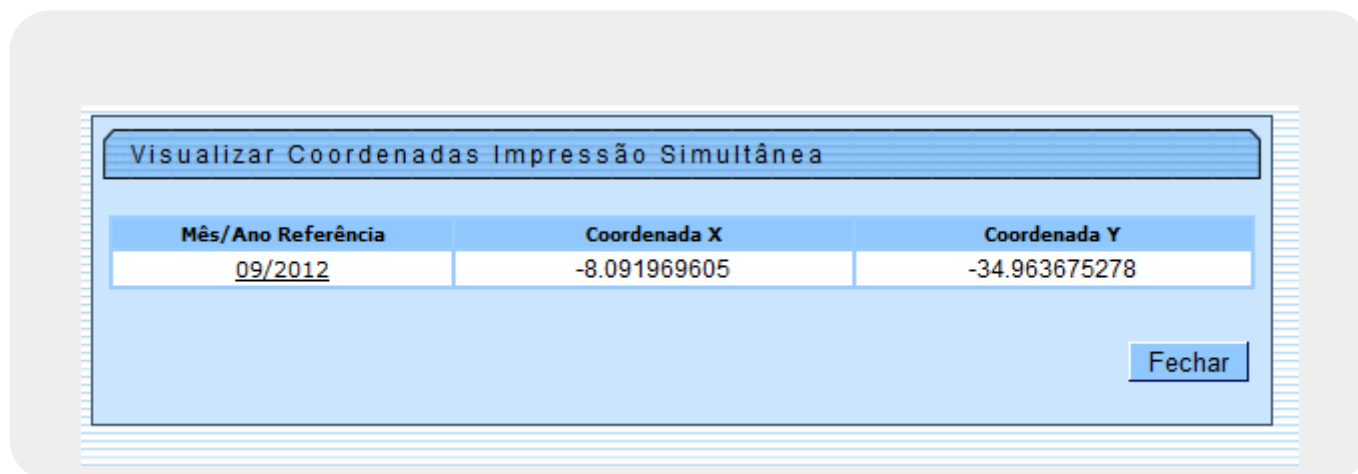 Visualizar Coordenadas Impressão Simultânea
Mês/Ano Referência Coordenada X Coordenada Y
09/2012 -8.091969605 -34.963675278
Fechar